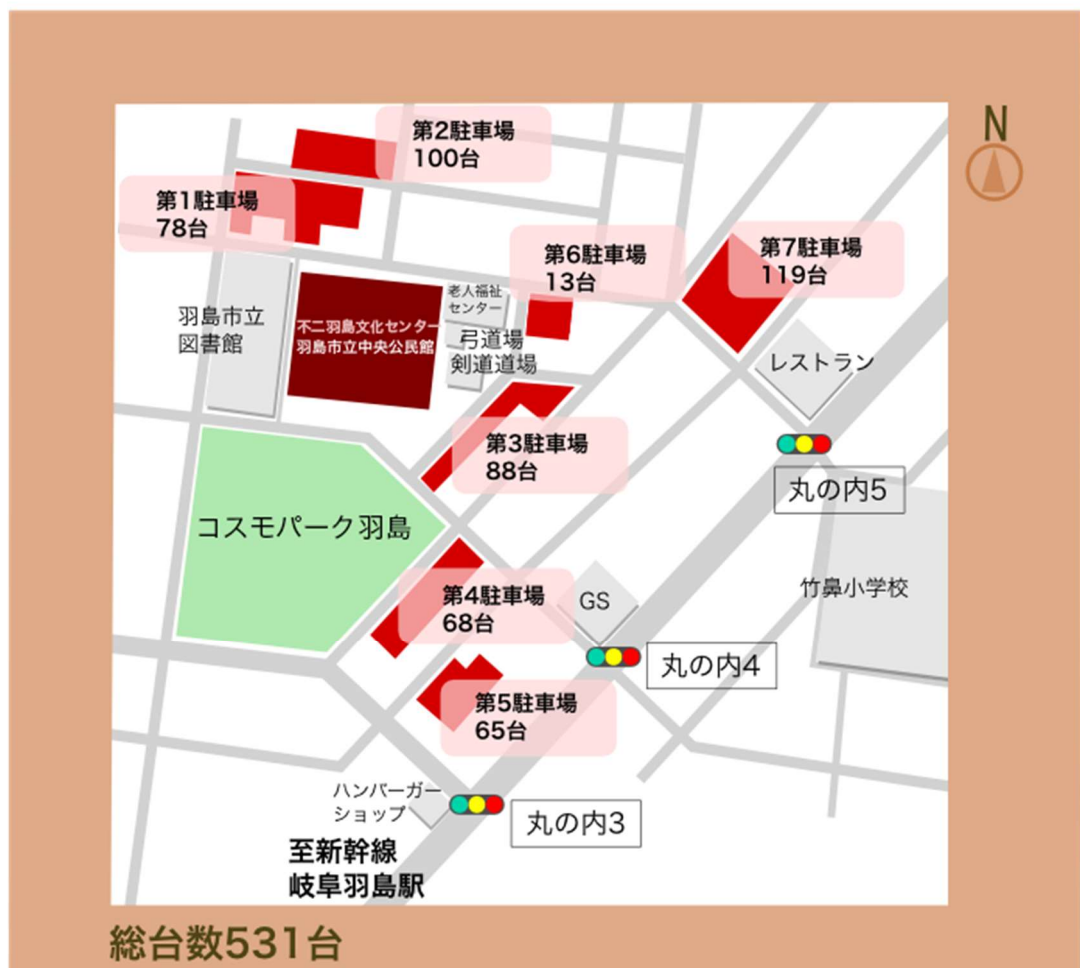 N
第2駐車場
100台
第1駐車場
78台
第6駐車場
13台
第7駐車場
119台
老人福祉
センター
羽島市立
図書館
不二羽島文化センター
羽島市立中央公民館
弓道場
剣道道場
レストラン
第3駐車場
88台
丸の内5
コスモパーク羽島
竹鼻小学校
第4駐車場
68台
GS
丸の内4
第5駐車場
65台
ハンバーガー
ショップ
丸の内3
至新幹線
岐阜羽島駅
総台数531台